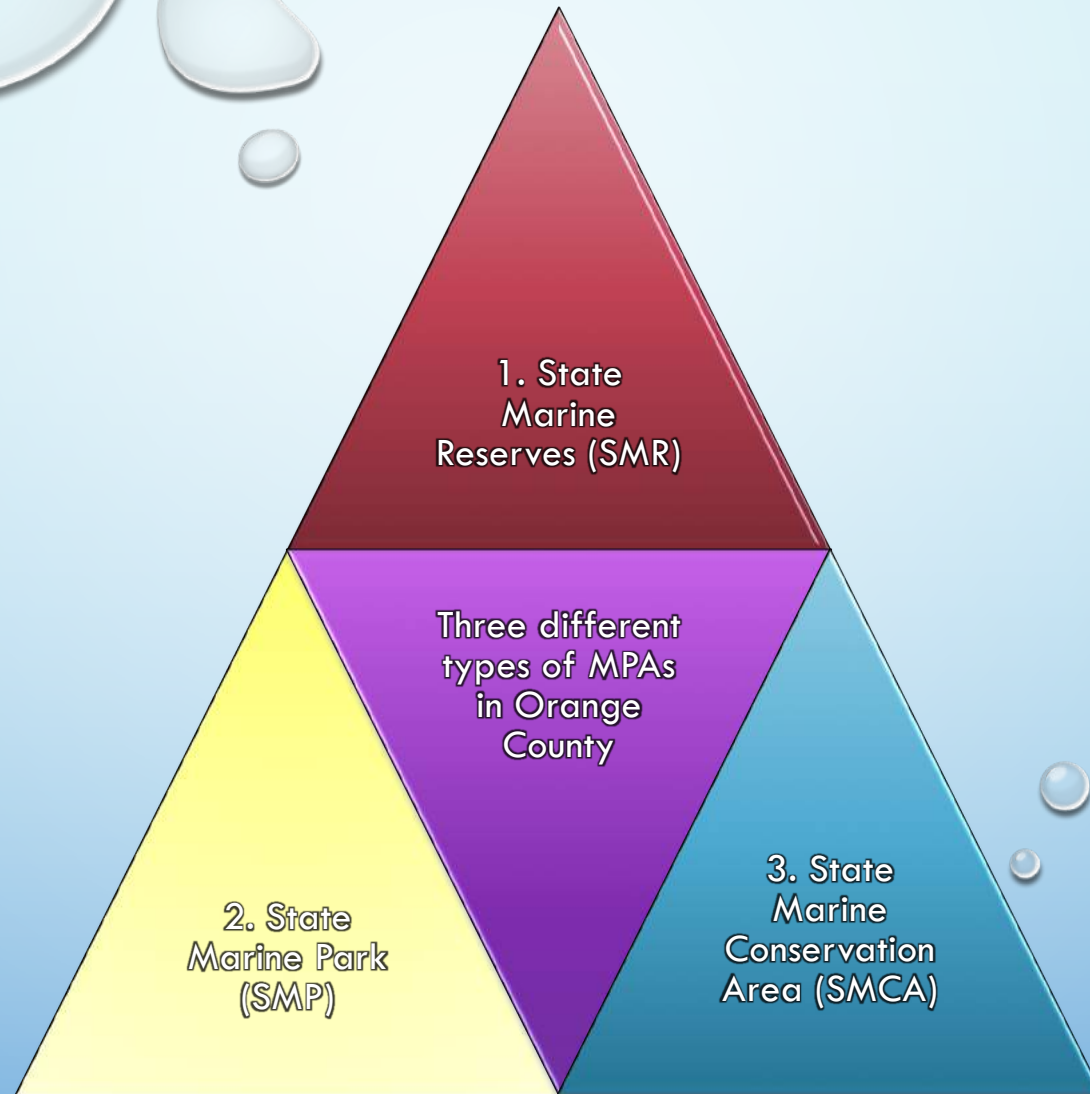 1. State
Marine
Reserves (SMR)
Three different
types of MPAs
in Orange
County
2. State
Marine Park
(SMP)
3. State
Marine
Conservation
Area (SMCA)